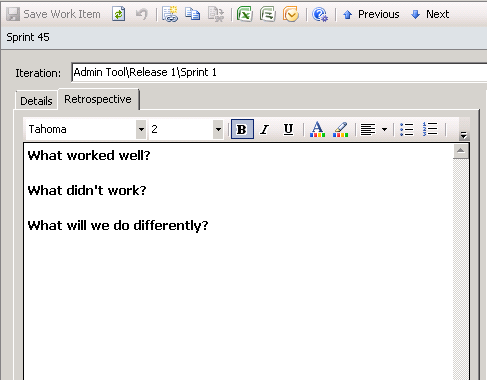 Save Work Item Previous Next
Sprint 45
Iteration: Admin Tool\Release 1\Sprint 1
Details Retrospective
Tahoma 2 B I U A
What worked well?
What didn't work?
What will we do differently?